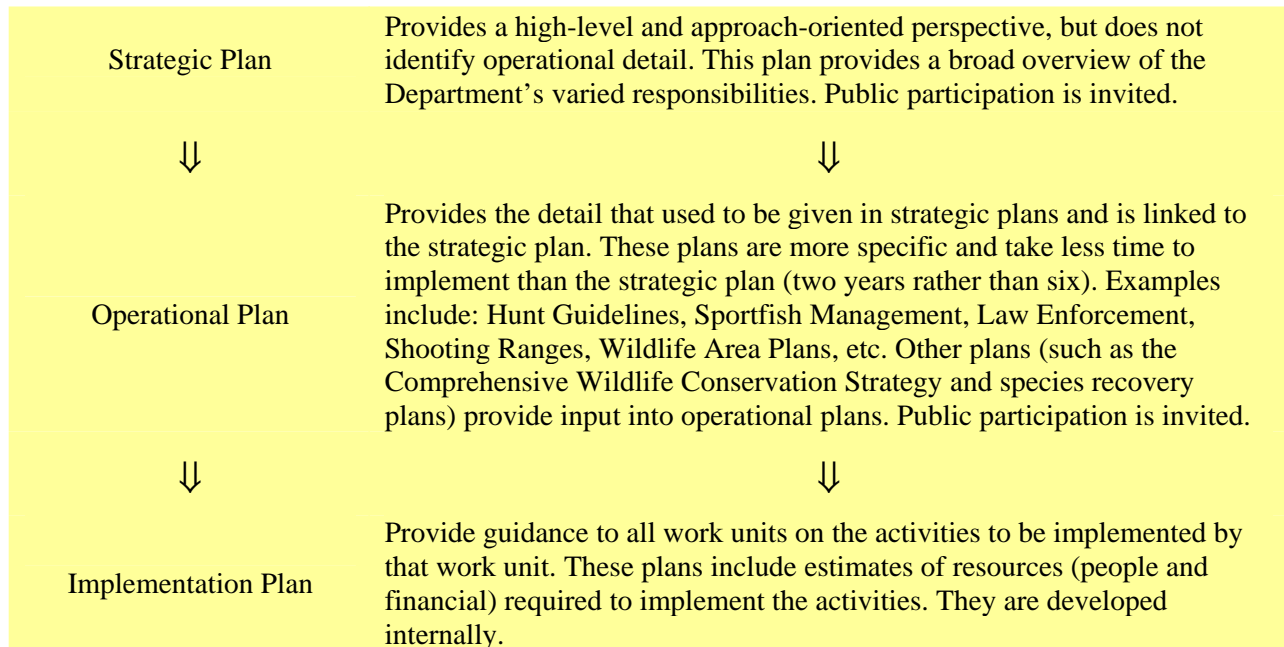 Strategic Plan
Provides a high-level and approach-oriented perspective, but does not
identify operational detail. This plan provides a broad overview of the
Department’s varied responsibilities. Public participation is invited.
⇓ ⇓
Operational Plan
Provides the detail that used to be given in strategic plans and is linked to
the strategic plan. These plans are more specific and take less time to
implement than the strategic plan (two years rather than six). Examples
include: Hunt Guidelines, Sportfish Management, Law Enforcement,
Shooting Ranges, Wildlife Area Plans, etc. Other plans (such as the
Comprehensive Wildlife Conservation Strategy and species recovery
plans) provide input into operational plans. Public participation is invited.
⇓ ⇓
Implementation Plan
Provide guidance to all work units on the activities to be implemented by
that work unit. These plans include estimates of resources (people and
financial) required to implement the activities. They are developed
internally.